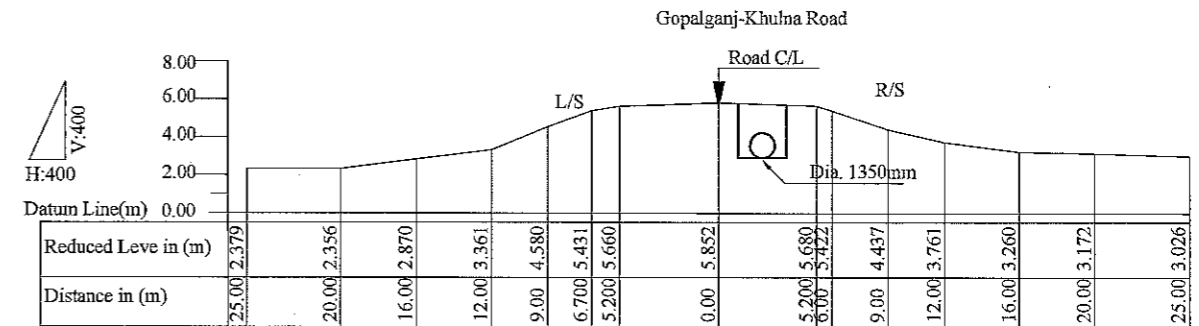 Gopalganj-Khulna Road
Road C/L
8.00
6.00
L/S
R/S
4.00
V:400
2.00
H:400
Dia. 1350mm
Datum Line(m) 0.00
Reduced Leve in (m) 2.379 2.356 2.870 3.361 4.580 5.431 5.660 5.852 5.680 5.422 4.437 3.761 3.260 3.172 3.026
Distance in (m) 25.00 20.00 16.00 12.00 9.00 6.700 5.200 0.00 5.200 6.00 9.00 12.00 16.00 20.00 25.00